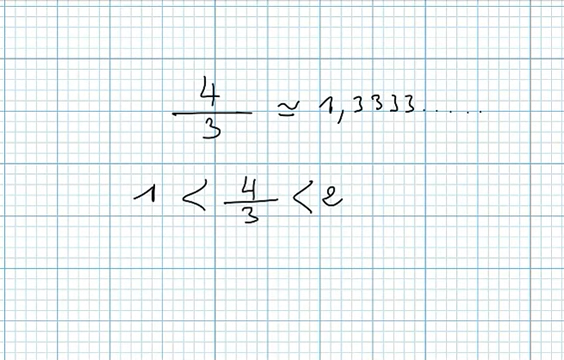 4/3 ≃ 1,3333.....
1 < 4/3 < 2